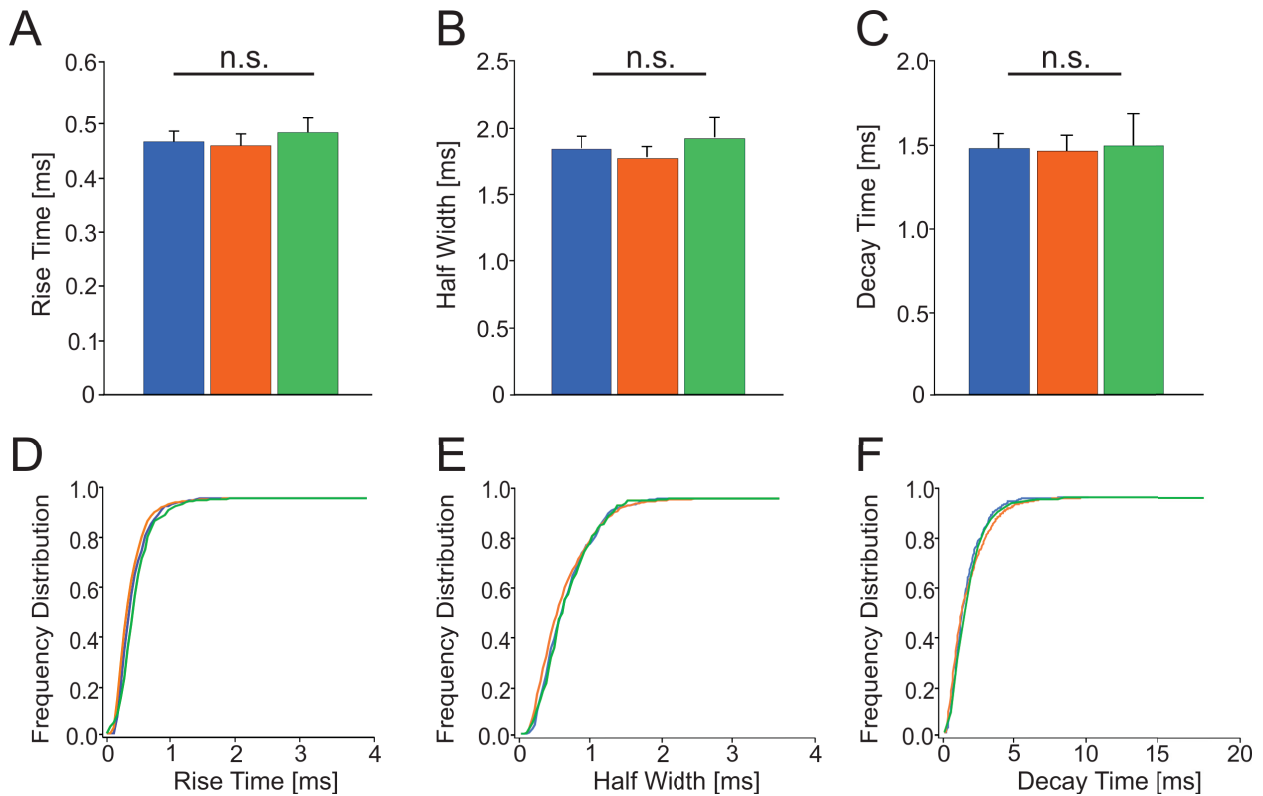 A
B
C
n.s.
n.s.
n.s.
Rise Time [ms]
0.6
0.5
0.4
0.3
0.2
0.1
0
Half Width [ms]
2.5
2.0
1.5
1.0
0.5
0
Decay Time [ms]
2.0
1.5
1.0
0.5
0
D
E
F
Frequency Distribution
1.0
0.8
0.6
0.4
0.2
0.0
0 1 2 3 4
Rise Time [ms]
Frequency Distribution
1.0
0.8
0.6
0.4
0.2
0.0
0 1 2 3 4
Half Width [ms]
Frequency Distribution
1.0
0.8
0.6
0.4
0.2
0.0
0 5 10 15 20
Decay Time [ms]